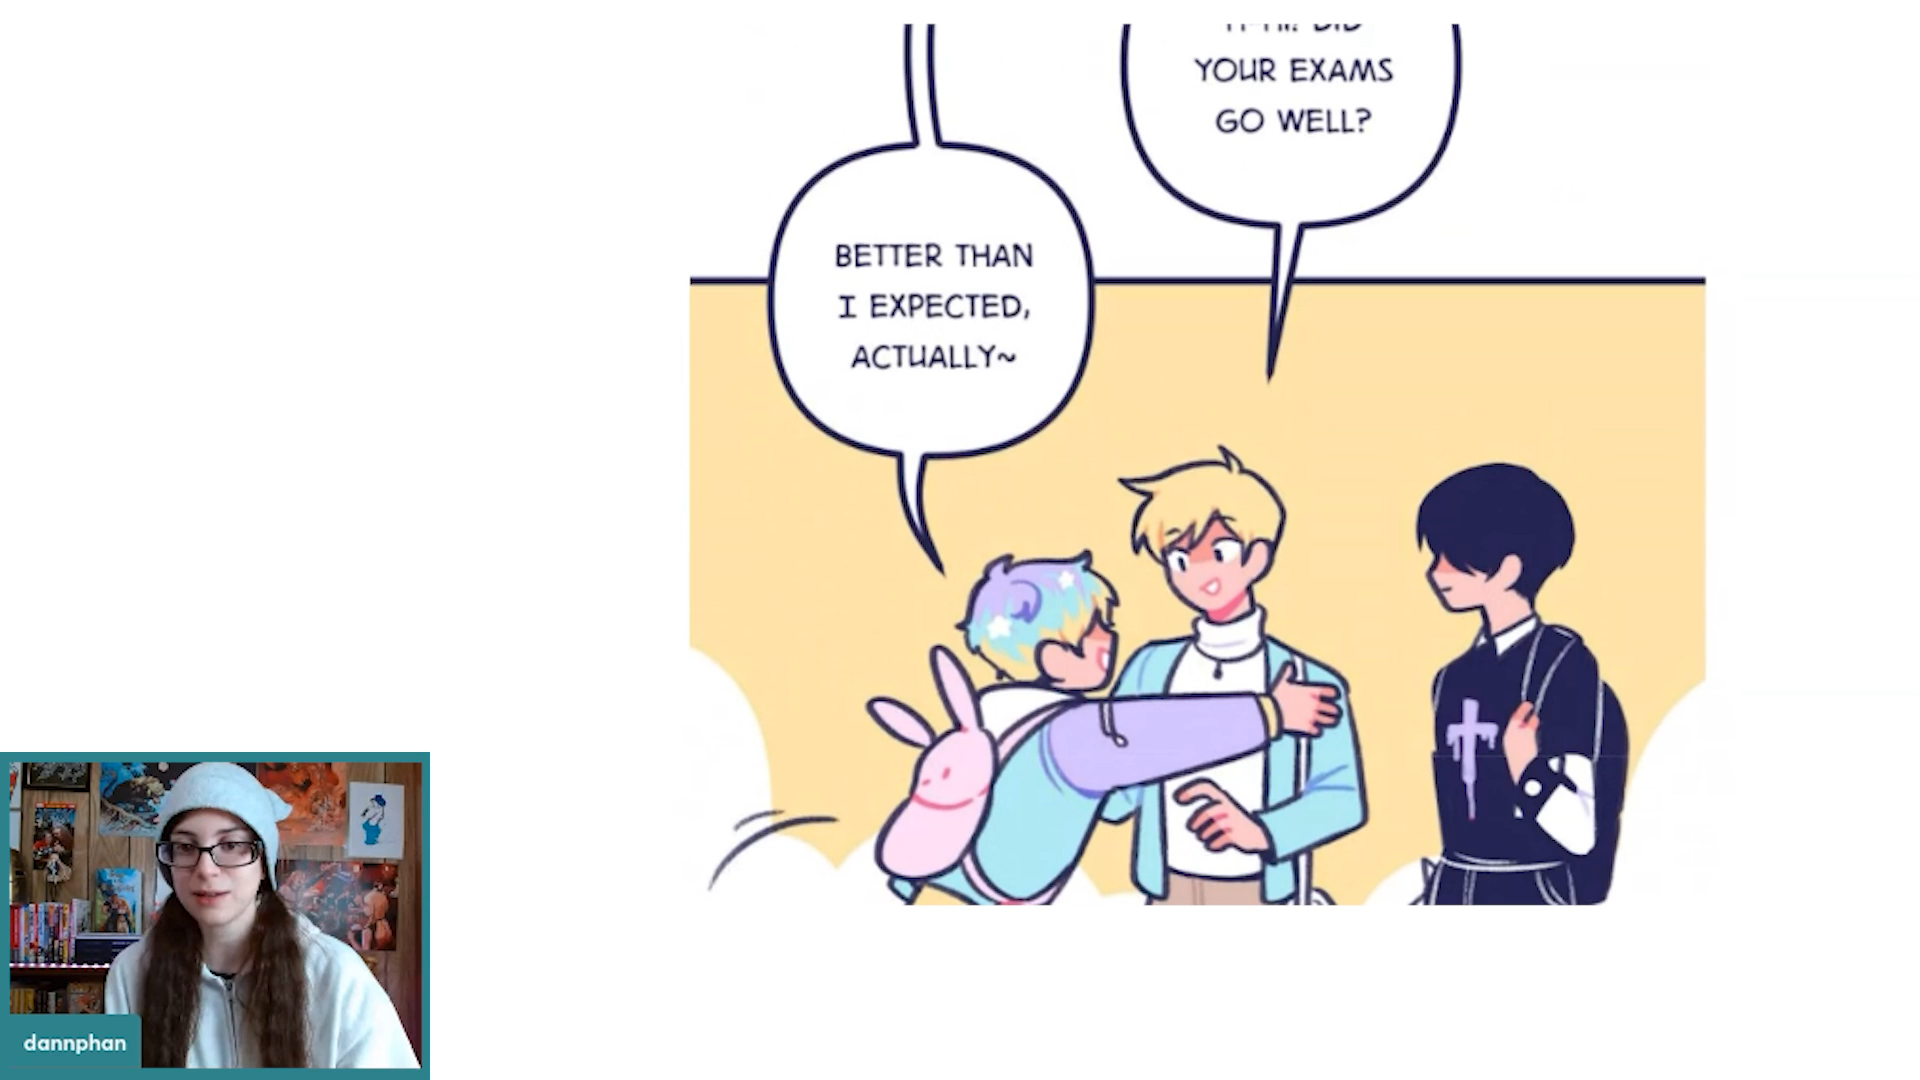 YOUR EXAMS
GO WELL?
BETTER THAN
I EXPECTED,
ACTUALLY~
dannphan